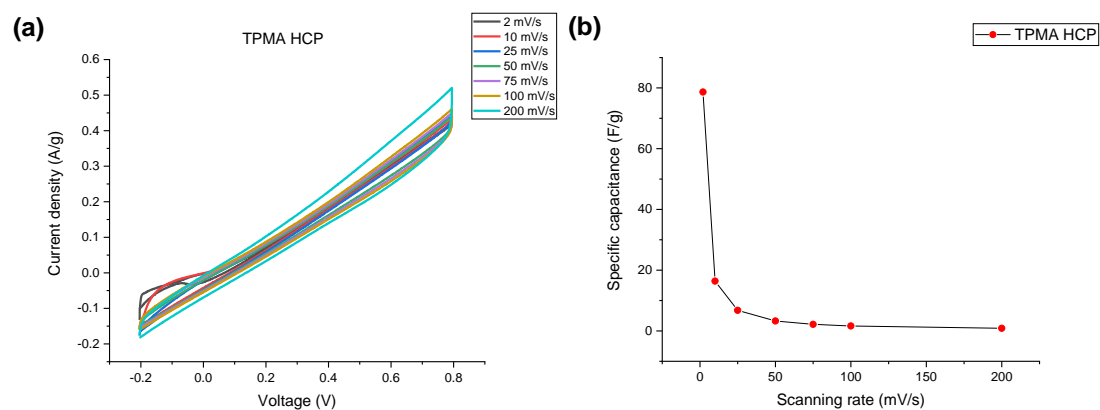 (a)
TPMA HCP
2 mV/s
10 mV/s
25 mV/s
50 mV/s
75 mV/s
100 mV/s
200 mV/s
Current density (A/g)
0.6
0.5
0.4
0.3
0.2
0.1
0.0
-0.1
-0.2
-0.2 0.0 0.2 0.4 0.6 0.8
Voltage (V)
(b)
TPMA HCP
Specific capacitance (F/g)
80
60
40
20
0
0 50 100 150 200
Scanning rate (mV/s)